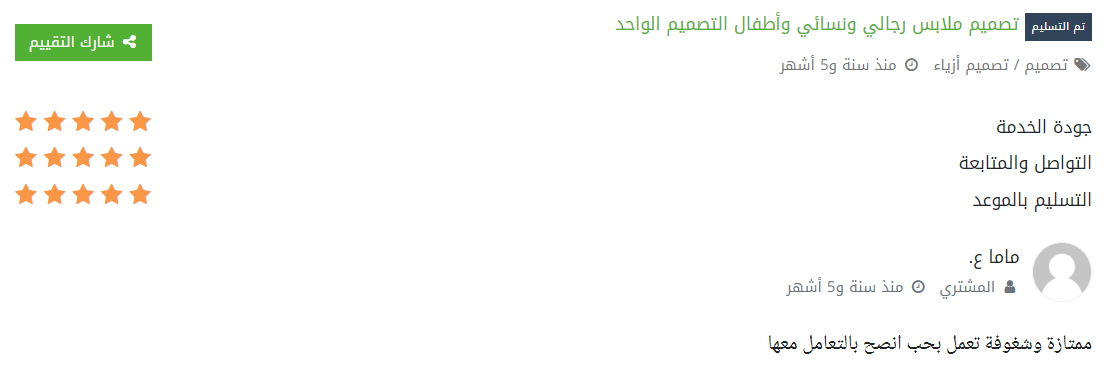 تم التسليم تصميم ملابس رجالي ونسائي وأطفال التصميم الواحد
شارك التقييم
تصميم / تصميم أزياء منذ سنة و5 أشهر
جودة الخدمة
التواصل والمتابعة
التسليم بالموعد
ماما ع.
المشتري منذ سنة و5 أشهر
ممتازة وشغوفة تعمل بحب انصح بالتعامل معها